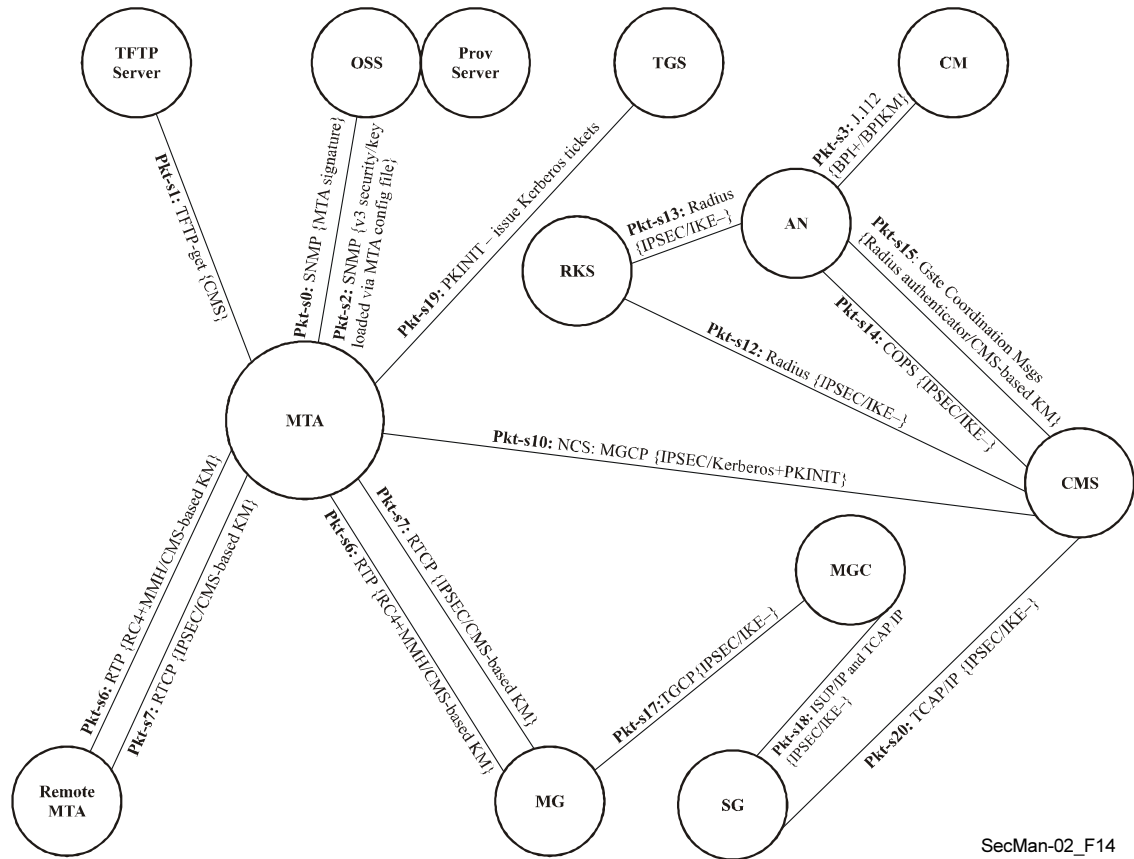 TFTP
Server
OSS
Prov
Server
TGS
CM
Pkt-s1: TFTP-get {CMS}
Pkt-s0: SNMP {MTA signature}
Pkt-s2: SNMP {v3 security/key
loaded via MTA config file}
Pkt-s19: PKINIT – issue Kerberos tickets
Pkt-s3: J.112
{BPI+/BPIKM}
AN
Pkt-s13: Radius
{IPSEC/IKE–}
RKS
Pkt-s15: Gste Coordination Msgs
{Radius authenticator/CMS-based KM}
Pkt-s14: COPS {IPSEC/IKE–}
Pkt-s12: Radius {IPSEC/IKE–}
MTA
Pkt-s10: NCS: MGCP {IPSEC/Kerberos+PKINIT}
CMS
Pkt-s6: RTP {RC4+MMH/CMS-based KM}
Pkt-s7: RTCP {IPSEC/CMS-based KM}
Pkt-s7: RTCP {IPSEC/CMS-based KM}
Pkt-s6: RTP {RC4+MMH/CMS-based KM}
MGC
Pkt-s17:TGCP{IPSEC/IKE–}
Pkt-s18: ISUP/IP and TCAP IP
{IPSEC/IKE–}
Pkt-s20: TCAP/IP {IPSEC/IKE–}
Remote
MTA
MG
SG
SecMan-02_F14